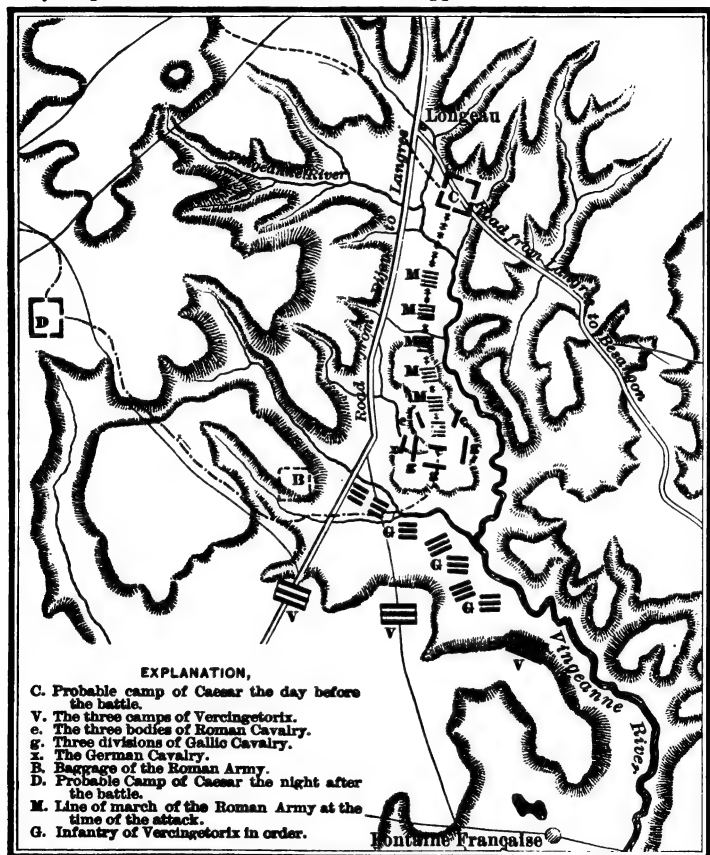 Longeau
Vingeanne River
C
Road from
to Besançon
Road from
to Langres
M
M
M
M
D
B
G
G
G
V
V
V
Vingeanne River
EXPLANATION,
C. Probable camp of Caesar the day before
the battle.
V. The three camps of Vercingetorix.
e. The three bodies of Roman Cavalry.
g. Three divisions of Gallic Cavalry.
x. The German Cavalry.
B. Baggage of the Roman Army.
D. Probable Camp of Caesar the night after
the battle.
M. Line of march of the Roman Army at the
time of the attack.
G. Infantry of Vercingetorix in order.
Fontaine Française